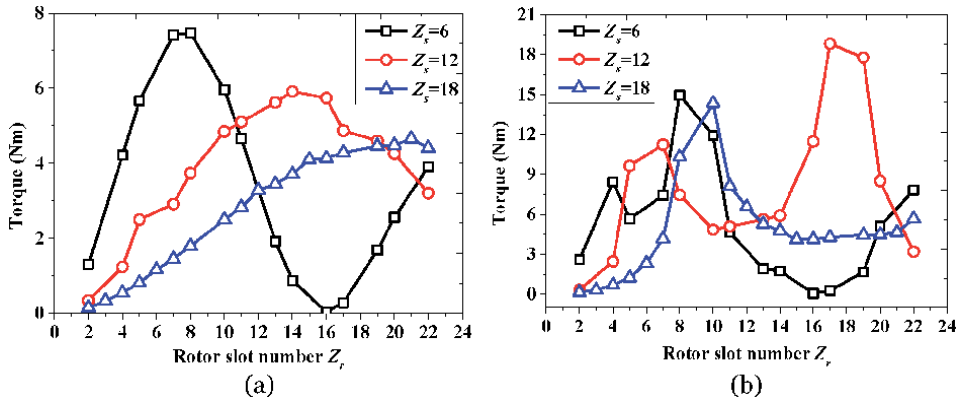 8
6
4
2
0
Torque (Nm)
Zs=6
Zs=12
Zs=18
0 2 4 6 8 10 12 14 16 18 20 22 24
Rotor slot number Zr
(a)
21
18
15
12
9
6
3
0
Torque (Nm)
Zs=6
Zs=12
Zs=18
0 2 4 6 8 10 12 14 16 18 20 22 24
Rotor slot number Zr
(b)